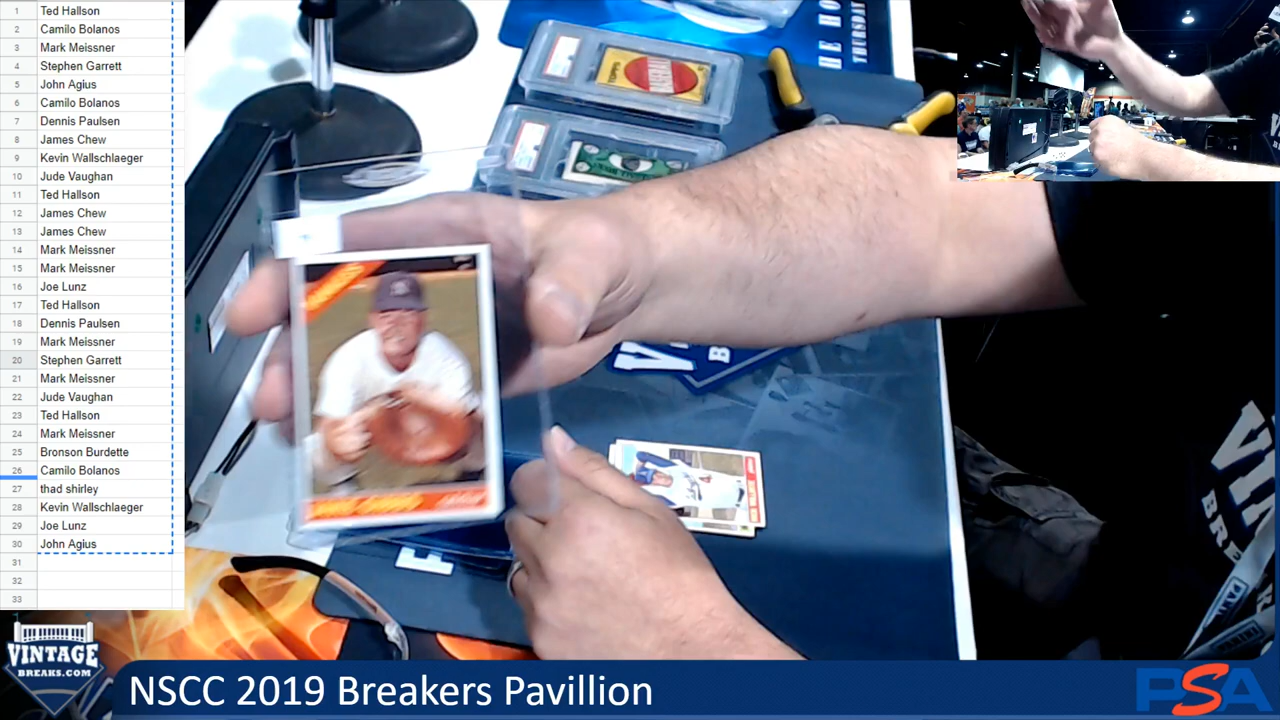 1 Ted Hallson
2 Camilo Bolanos
3 Mark Meissner
4 Stephen Garrett
5 John Agius
6 Camilo Bolanos
7 Dennis Paulsen
8 James Chew
9 Kevin Wallschlaeger
10 Jude Vaughan
11 Ted Hallson
12 James Chew
13 James Chew
14 Mark Meissner
15 Mark Meissner
16 Joe Lunz
17 Ted Hallson
18 Dennis Paulsen
19 Mark Meissner
20 Stephen Garrett
21 Mark Meissner
22 Jude Vaughan
23 Ted Hallson
24 Mark Meissner
25 Bronson Burdette
26 Camilo Bolanos
27 thad shirley
28 Kevin Wallschlaeger
29 Joe Lunz
30 John Agius
31
32
33
THURSDAY
BASEBALL
VINTAGE
BREAKS.COM
NSCC 2019 Breakers Pavillion
PSA